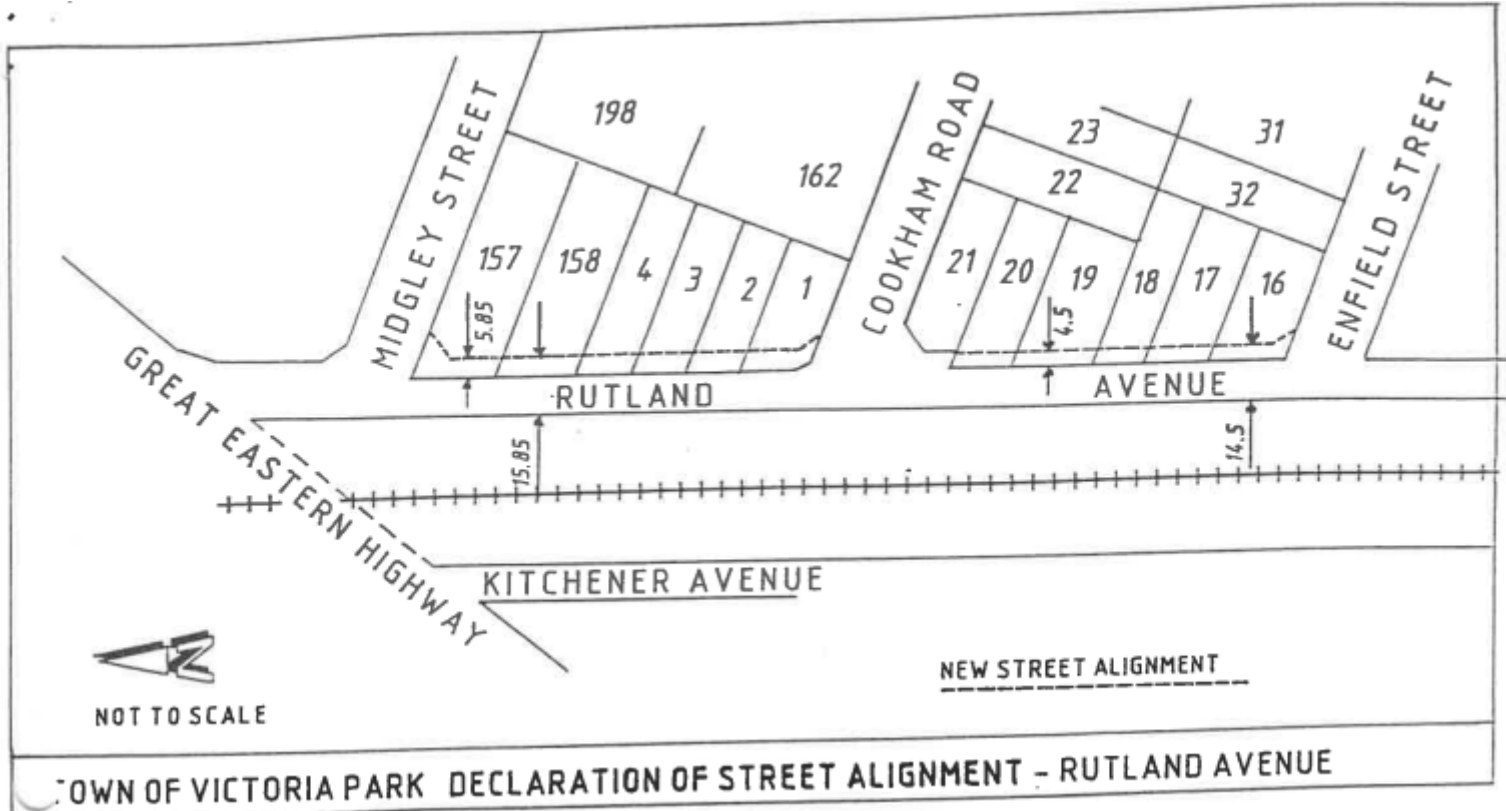 198
162
23
31
22
32
MIDGLEY STREET
COOKHAM ROAD
ENFIELD STREET
157
158
4
3
2
1
21
20
19
18
17
16
5.85
4.5
RUTLAND
AVENUE
15.85
14.5
GREAT EASTERN HIGHWAY
KITCHENER AVENUE
N
NOT TO SCALE
NEW STREET ALIGNMENT
TOWN OF VICTORIA PARK DECLARATION OF STREET ALIGNMENT - RUTLAND AVENUE